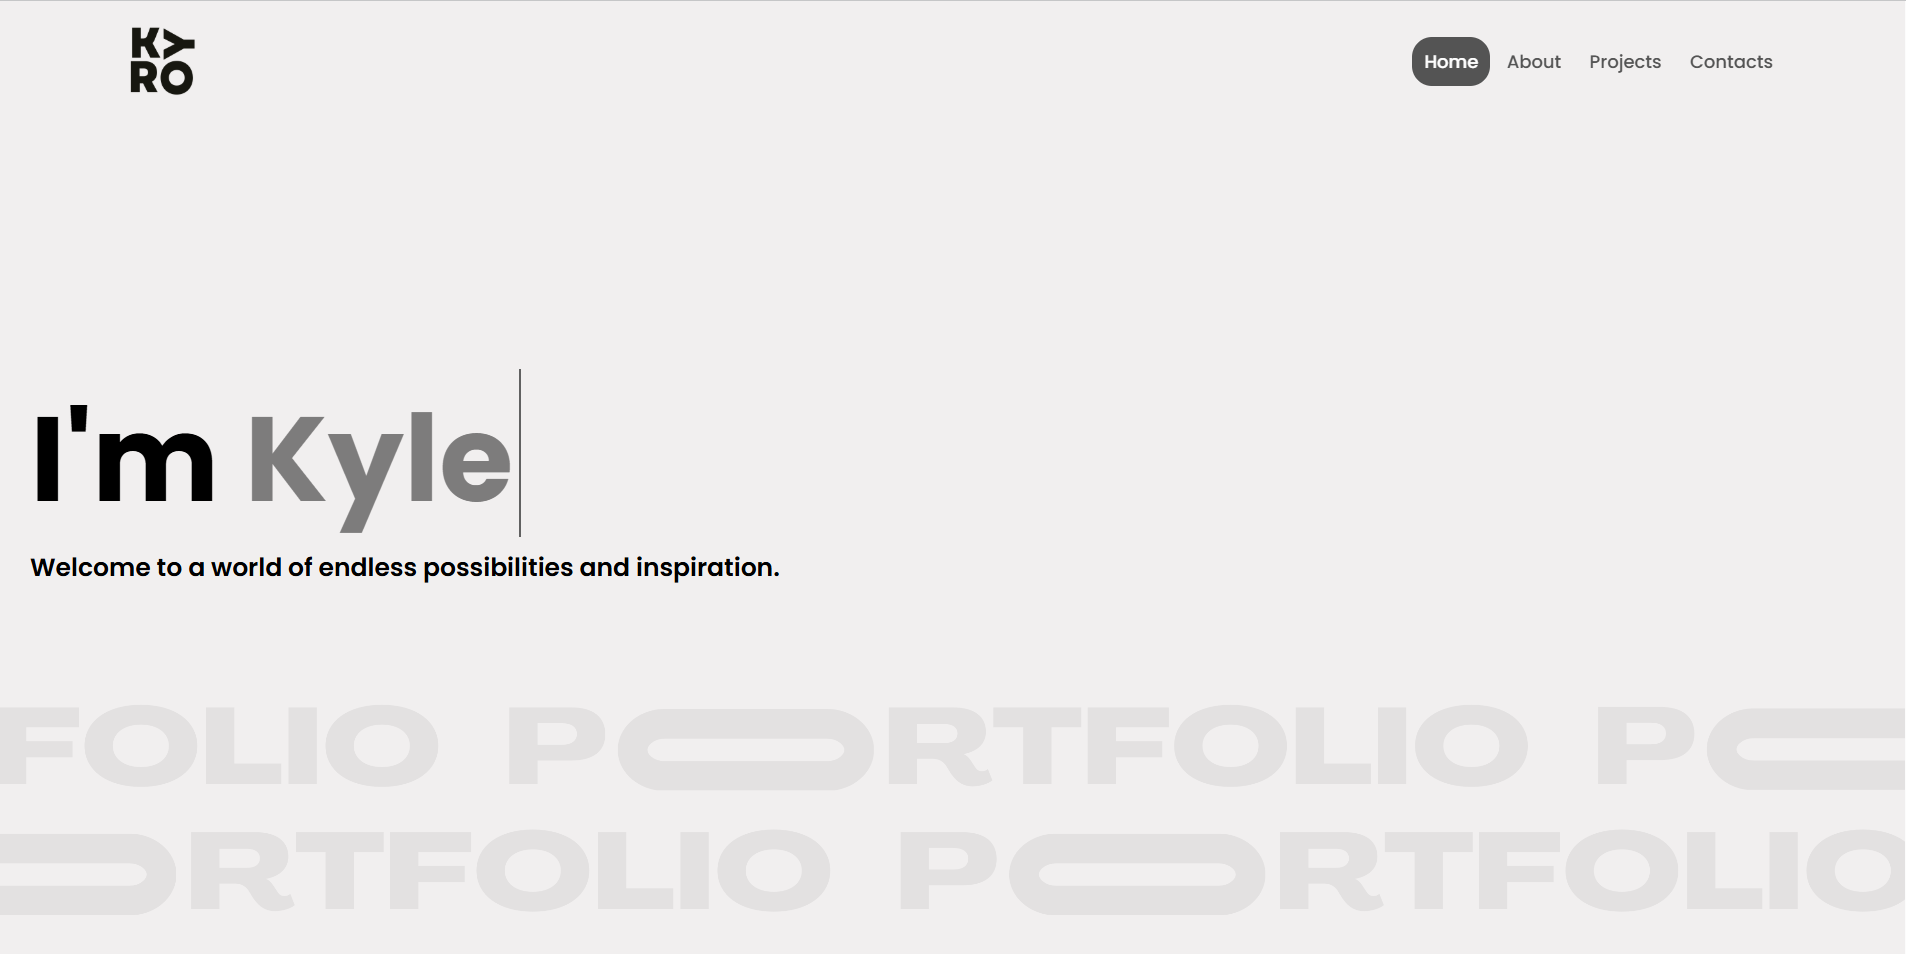 KY
RO
Home About Projects Contacts
I'm Kyle
Welcome to a world of endless possibilities and inspiration.
FOLIO PORTFOLIO PO
ORTFOLIO PORTFOLIO